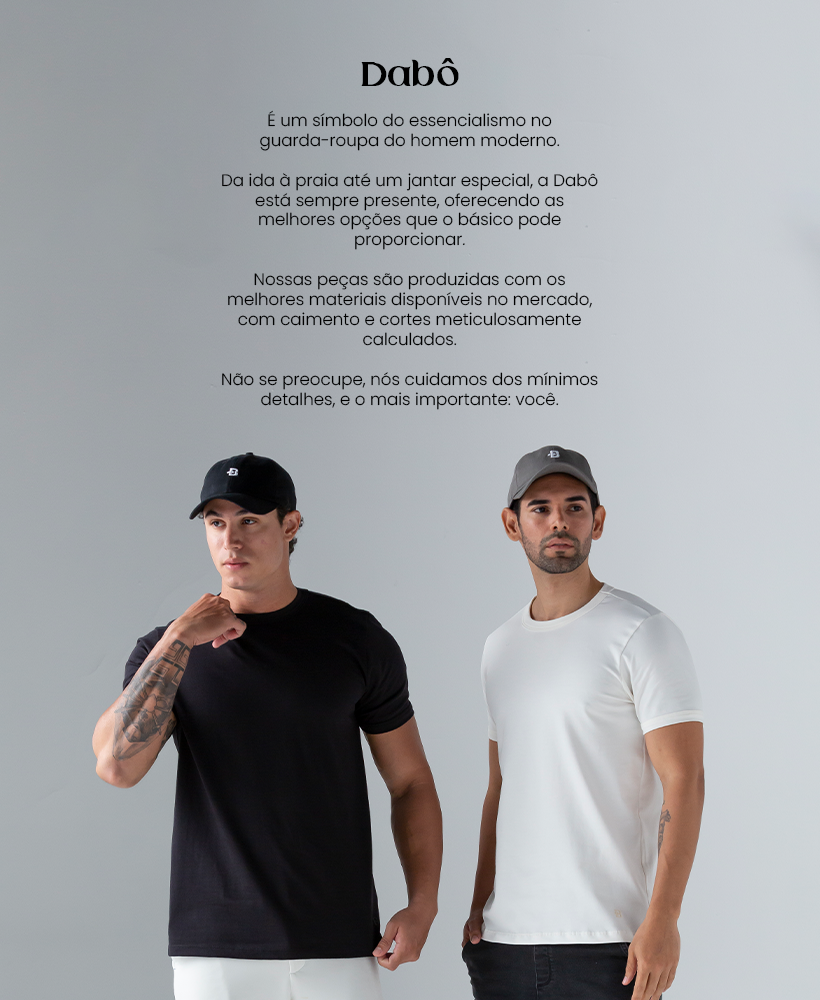 Dabô
É um símbolo do essencialismo no
guarda-roupa do homem moderno.
Da ida à praia até um jantar especial, a Dabô
está sempre presente, oferecendo as
melhores opções que o básico pode
proporcionar.
Nossas peças são produzidas com os
melhores materiais disponíveis no mercado,
com caimento e cortes meticulosamente
calculados.
Não se preocupe, nós cuidamos dos mínimos
detalhes, e o mais importante: você.